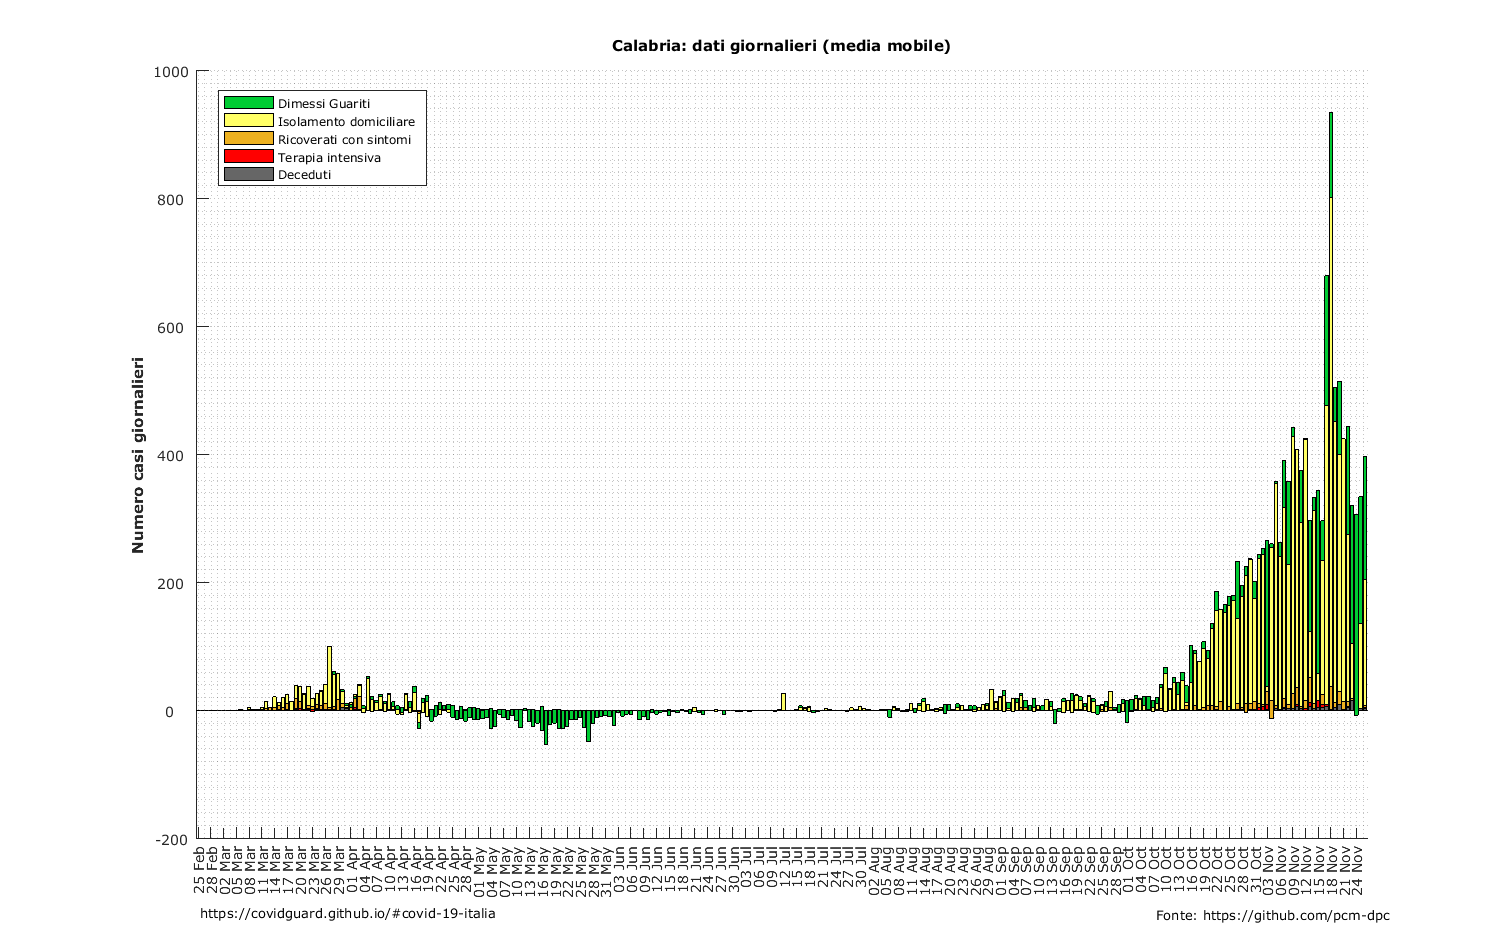 Calabria: dati giornalieri (media mobile)
1000
800
600
400
200
0
-200
Numero casi giornalieri
Dimessi Guariti
Isolamento domiciliare
Ricoverati con sintomi
Terapia intensiva
Deceduti
25 Feb
28 Feb
02 Mar
05 Mar
08 Mar
11 Mar
14 Mar
17 Mar
20 Mar
23 Mar
26 Mar
29 Mar
01 Apr
04 Apr
07 Apr
10 Apr
13 Apr
16 Apr
19 Apr
22 Apr
25 Apr
28 Apr
01 May
04 May
07 May
10 May
13 May
16 May
19 May
22 May
25 May
28 May
31 May
03 Jun
06 Jun
09 Jun
12 Jun
15 Jun
18 Jun
21 Jun
24 Jun
27 Jun
30 Jun
03 Jul
06 Jul
09 Jul
12 Jul
15 Jul
18 Jul
21 Jul
24 Jul
27 Jul
30 Jul
02 Aug
05 Aug
08 Aug
11 Aug
14 Aug
17 Aug
20 Aug
23 Aug
26 Aug
29 Aug
01 Sep
04 Sep
07 Sep
10 Sep
13 Sep
16 Sep
19 Sep
22 Sep
25 Sep
28 Sep
01 Oct
04 Oct
07 Oct
10 Oct
13 Oct
16 Oct
19 Oct
22 Oct
25 Oct
28 Oct
31 Oct
03 Nov
06 Nov
09 Nov
12 Nov
15 Nov
18 Nov
21 Nov
24 Nov
https://covidguard.github.io/#covid-19-italia
Fonte: https://github.com/pcm-dpc